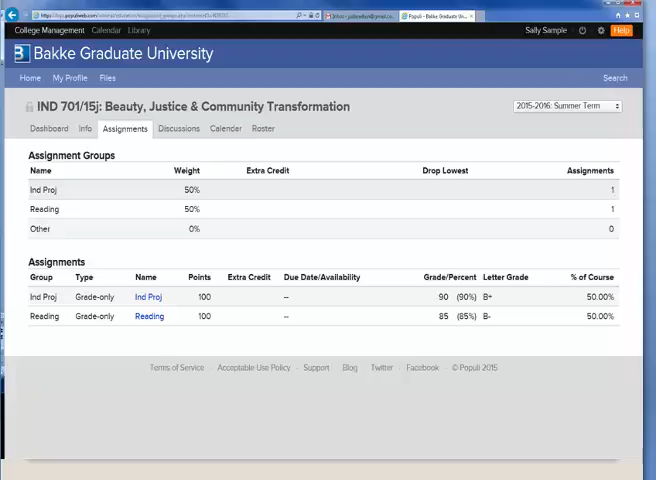 Populi - Bakke Graduate Un...
College Management Calendar Library Sally Sample Help
Bakke Graduate University
Home My Profile Files Search
IND 701/15j: Beauty, Justice & Community Transformation 2015-2016: Summer Term
Dashboard Info Assignments Discussions Calendar Roster
Assignment Groups
Name Weight Extra Credit Drop Lowest Assignments
Ind Proj 50% 1
Reading 50% 1
Other 0% 0
Assignments
Group Type Name Points Extra Credit Due Date/Availability Grade/Percent Letter Grade % of Course
Ind Proj Grade-only Ind Proj 100 -- 90 (90%) B+ 50.00%
Reading Grade-only Reading 100 -- 85 (85%) B- 50.00%
Terms of Service · Acceptable Use Policy · Support · Blog · Twitter · Facebook · © Populi 2015